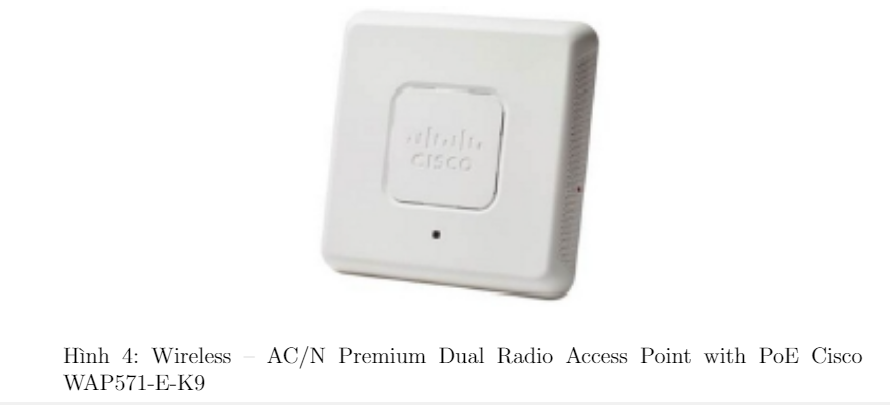 CISCO
Hình 4: Wireless – AC/N Premium Dual Radio Access Point with PoE Cisco
WAP571-E-K9